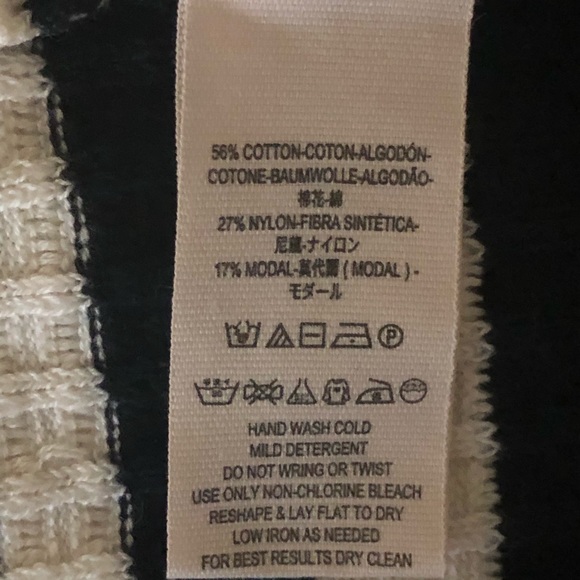 56% COTTON-COTON-ALGODÓN-
COTONE-BAUMWOLLE-ALGODÃO-
棉花-綿
27% NYLON-FIBRA SINTÉTICA-
尼龍-ナイロン
17% MODAL-莫代爾 ( MODAL ) -
モダール
P
HAND WASH COLD
MILD DETERGENT
DO NOT WRING OR TWIST
USE ONLY NON-CHLORINE BLEACH
RESHAPE & LAY FLAT TO DRY
LOW IRON AS NEEDED
FOR BEST RESULTS DRY CLEAN